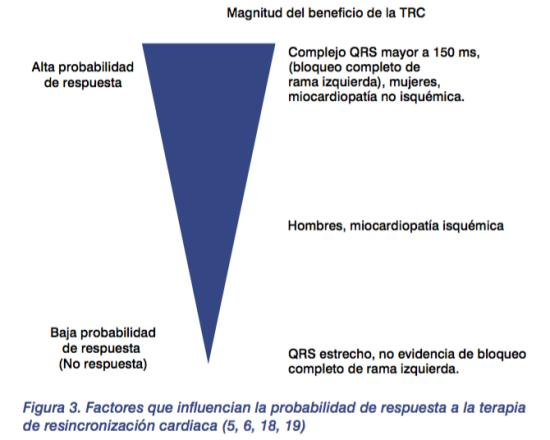 Magnitud del beneficio de la TRC
Alta probabilidad
de respuesta
Complejo QRS mayor a 150 ms,
(bloqueo completo de
rama izquierda), mujeres,
miocardiopatía no isquémica.
Hombres, miocardiopatía isquémica
Baja probabilidad
de respuesta
(No respuesta)
QRS estrecho, no evidencia de bloqueo
completo de rama izquierda.
Figura 3. Factores que influencian la probabilidad de respuesta a la terapia
de resincronización cardiaca (5, 6, 18, 19)